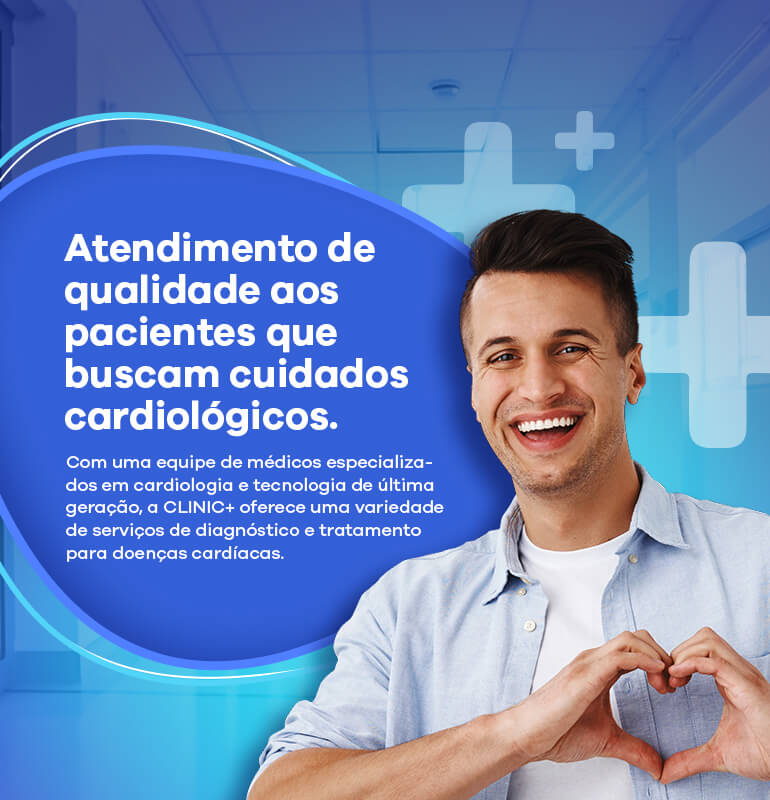 Atendimento de
qualidade aos
pacientes que
buscam cuidados
cardiológicos.
Com uma equipe de médicos especializa-
dos em cardiologia e tecnologia de última
geração, a CLINIC+ oferece uma variedade
de serviços de diagnóstico e tratamento
para doenças cardíacas.